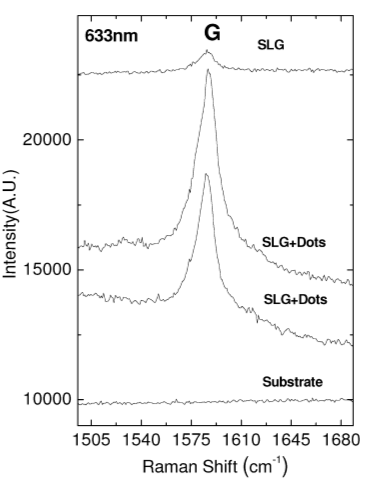 633nm
G
SLG
20000
SLG+Dots
15000
SLG+Dots
Substrate
10000
Intensity(A.U.)
1505 1540 1575 1610 1645 1680
Raman Shift (cm⁻¹)